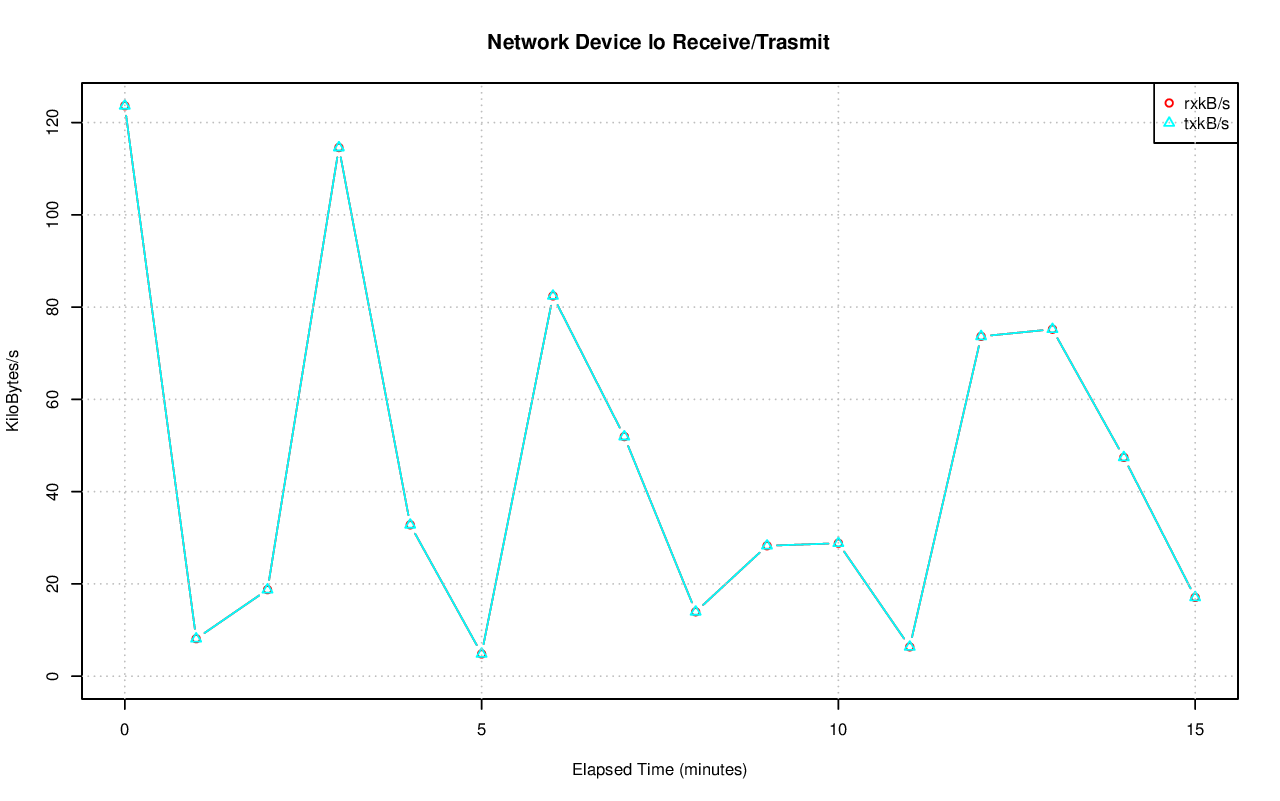 Network Device lo Receive/Trasmit
rxkB/s
txkB/s
KiloBytes/s
120
100
80
60
40
20
0
0 5 10 15
Elapsed Time (minutes)